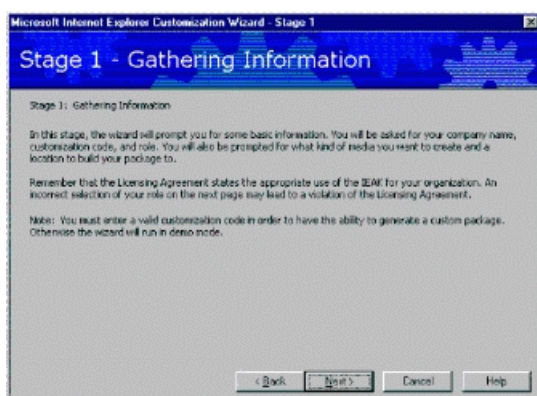 Microsoft Internet Explorer Customization Wizard - Stage 1
Stage 1 - Gathering Information
Stage 1: Gathering Information
In this stage, the wizard will prompt you for some basic information. You will be asked for your company name,
customization code, and role. You will also be prompted for what kind of media you want to create and a
location to build your package to.
Remember that the Licensing Agreement states the appropriate use of the IEAK for your organization. An
incorrect selection of your role on the next page may lead to a violation of the Licensing Agreement.
Note: You must enter a valid customization code in order to have the ability to generate a custom package.
Otherwise the wizard will run in demo mode.
< Back
Next >
Cancel
Help